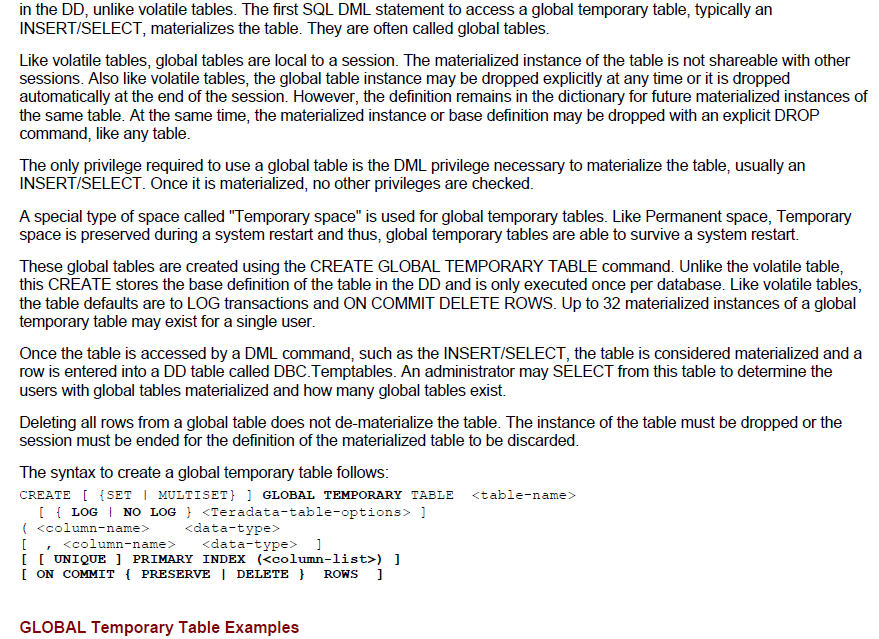 in the DD, unlike volatile tables. The first SQL DML statement to access a global temporary table, typically an
INSERT/SELECT, materializes the table. They are often called global tables.
Like volatile tables, global tables are local to a session. The materialized instance of the table is not shareable with other
sessions. Also like volatile tables, the global table instance may be dropped explicitly at any time or it is dropped
automatically at the end of the session. However, the definition remains in the dictionary for future materialized instances of
the same table. At the same time, the materialized instance or base definition may be dropped with an explicit DROP
command, like any table.
The only privilege required to use a global table is the DML privilege necessary to materialize the table, usually an
INSERT/SELECT. Once it is materialized, no other privileges are checked.
A special type of space called "Temporary space" is used for global temporary tables. Like Permanent space, Temporary
space is preserved during a system restart and thus, global temporary tables are able to survive a system restart.
These global tables are created using the CREATE GLOBAL TEMPORARY TABLE command. Unlike the volatile table,
this CREATE stores the base definition of the table in the DD and is only executed once per database. Like volatile tables,
the table defaults are to LOG transactions and ON COMMIT DELETE ROWS. Up to 32 materialized instances of a global
temporary table may exist for a single user.
Once the table is accessed by a DML command, such as the INSERT/SELECT, the table is considered materialized and a
row is entered into a DD table called DBC.Temptables. An administrator may SELECT from this table to determine the
users with global tables materialized and how many global tables exist.
Deleting all rows from a global table does not de-materialize the table. The instance of the table must be dropped or the
session must be ended for the definition of the materialized table to be discarded.
The syntax to create a global temporary table follows:
CREATE [ {SET | MULTISET} ] GLOBAL TEMPORARY TABLE <table-name>
[ { LOG | NO LOG } <Teradata-table-options> ]
( <column-name> <data-type>
[ , <column-name> <data-type> ]
[ [ UNIQUE ] PRIMARY INDEX (<column-list>) ]
[ ON COMMIT { PRESERVE | DELETE } ROWS ]
GLOBAL Temporary Table Examples